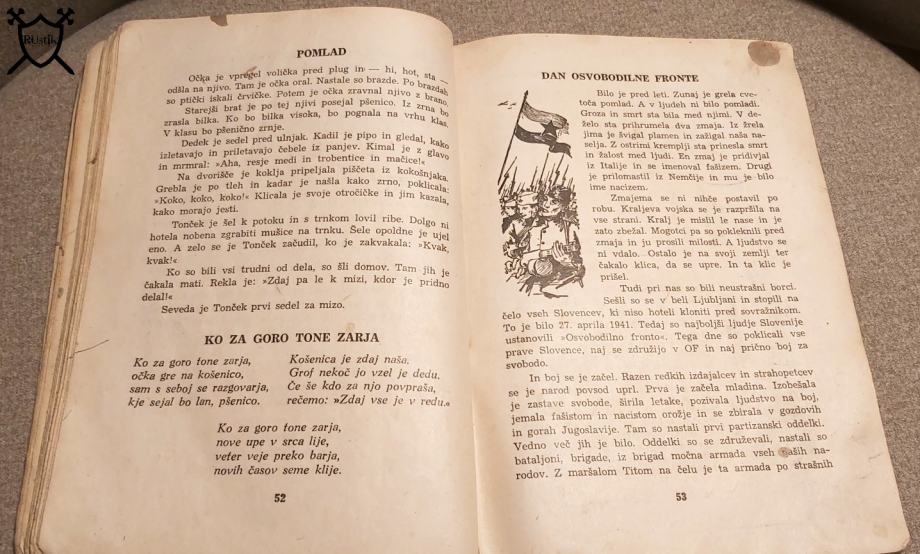 RUstik
POMLAD
Očka je vpregel volička pred plug in — hi, hot, sta —
odšla na njivo. Tam je očka oral. Nastale so brazde. Po brazdah
so ptički iskali črvičke. Potem je očka zravnal njivo z brano.
Starejši brat je po tej njivi posejal pšenico. Iz zrna bo
zrasla bilka. Ko bo bilka visoka, bo pognala na vrhu klas.
V klasu bo pšenično zrnje.
Dedek je sedel pred ulnjak. Kadil je pipo in gledal, kako
izletavajo in priletavajo čebele iz panjev. Kimal je z glavo
in mrmral: »Aha, resje medi in trobentice in mačice!«
Na dvorišče je koklja pripeljala piščeta iz kokošnjaka.
Grebla je po tleh in kadar je našla kako zrno, poklicala:
»Koko, koko, koko!« Klicala je svoje otročičke in jim kazala,
kako morajo jesti.
Tonček je šel k potoku in s trnkom lovil ribe. Dolgo ni
hotela nobena zgrabiti mušice na trnku. Šele opoldne je ujel
eno. A zelo se je Tonček začudil, ko je zakvakala: »Kvak,
kvak!«
Ko so bili vsi trudni od dela, so šli domov. Tam jih je
čakala mati. Rekla je: »Zdaj pa le k mizi, kdor je pridno
delal!«
Seveda je Tonček prvi sedel za mizo.
KO ZA GORO TONE ZARJA
Ko za goro tone zarja,
očka gre na košenico,
sam s seboj se razgovarja,
kje sejal bo lan, pšenico.
Košenica je zdaj naša.
Grof nekoč jo vzel je dedu.
Če še kdo za njo povpraša,
rečemo: »Zdaj vse je v redu.«
Ko za goro tone zarja,
nove upe v srca lije,
veter veje preko barja,
novih časov seme klije.
52
DAN OSVOBODILNE FRONTE
Bilo je pred leti. Zunaj je grela cve-
toča pomlad. A v ljudeh ni bilo pomladi.
Groza in smrt sta bila med njimi. V de-
želo sta prihrumela dva zmaja. Iz žrela
jima je švigal plamen in zažigal naša na-
selja. Z ostrimi kremplji sta prinesla smrt
in žalost med ljudi. En zmaj je pridivjal
iz Italije in se imenoval fašizem. Drugi
je prilomastil iz Nemčije in mu je bilo
ime nacizem.
Zmajema se ni nihče postavil po
robu. Kraljeva vojska se je razpršila na
vse strani. Kralj je mislil le nase in je
zato zbežal. Mogotci pa so pokleknili pred
zmaja in ju prosili milosti. A ljudstvo se
ni vdalo. Ostalo je na svoji zemlji ter
čakalo klica, da se upre. In ta klic je
prišel.
Tudi pri nas so bili neustrašni borci.
Sešli so se v beli Ljubljani in stopili na
čelo vseh Slovencev, ki niso hoteli kloniti pred sovražnikom.
To je bilo 27. aprila 1941. Tedaj so najboljši ljudje Slovenije
ustanovili »Osvobodilno fronto«. Tega dne so poklicali vse
prave Slovence, naj se združijo v OF in naj prično boj za
svobodo.
In boj se je začel. Razen redkih izdajalcev in strahopetcev
se je narod povsod uprl. Prva je začela mladina. Izobešala
je zastave svobode, širila letake, pozivala ljudstvo na boj,
jemala fašistom in nacistom orožje in se zbirala v gozdovih
in gorah Jugoslavije. Tam so nastali prvi partizanski oddelki.
Vedno več jih je bilo. Oddelki so se združevali, nastali so
bataljoni, brigade, iz brigad močna armada vseh naših na-
rodov. Z maršalom Titom na čelu je ta armada po strašnih
53